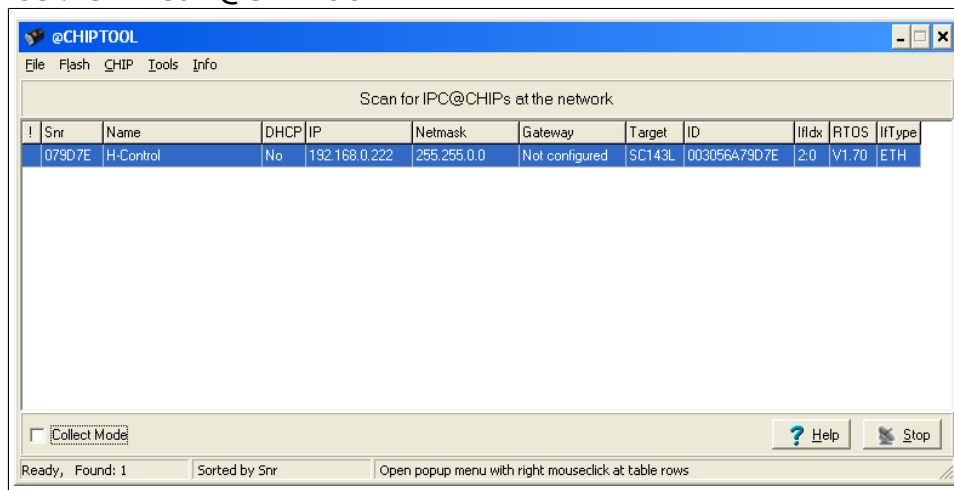 @CHIPTOOL
File Flash CHIP Tools Info
Scan for IPC@CHIPs at the network
! Snr Name DHCP IP Netmask Gateway Target ID IfIdx RTOS IfType
079D7E H-Control No 192.168.0.222 255.255.0.0 Not configured SC143L 003056A79D7E 2:0 V1.70 ETH
Collect Mode ? Help Stop
Ready, Found: 1 Sorted by Snr Open popup menu with right mouseclick at table rows